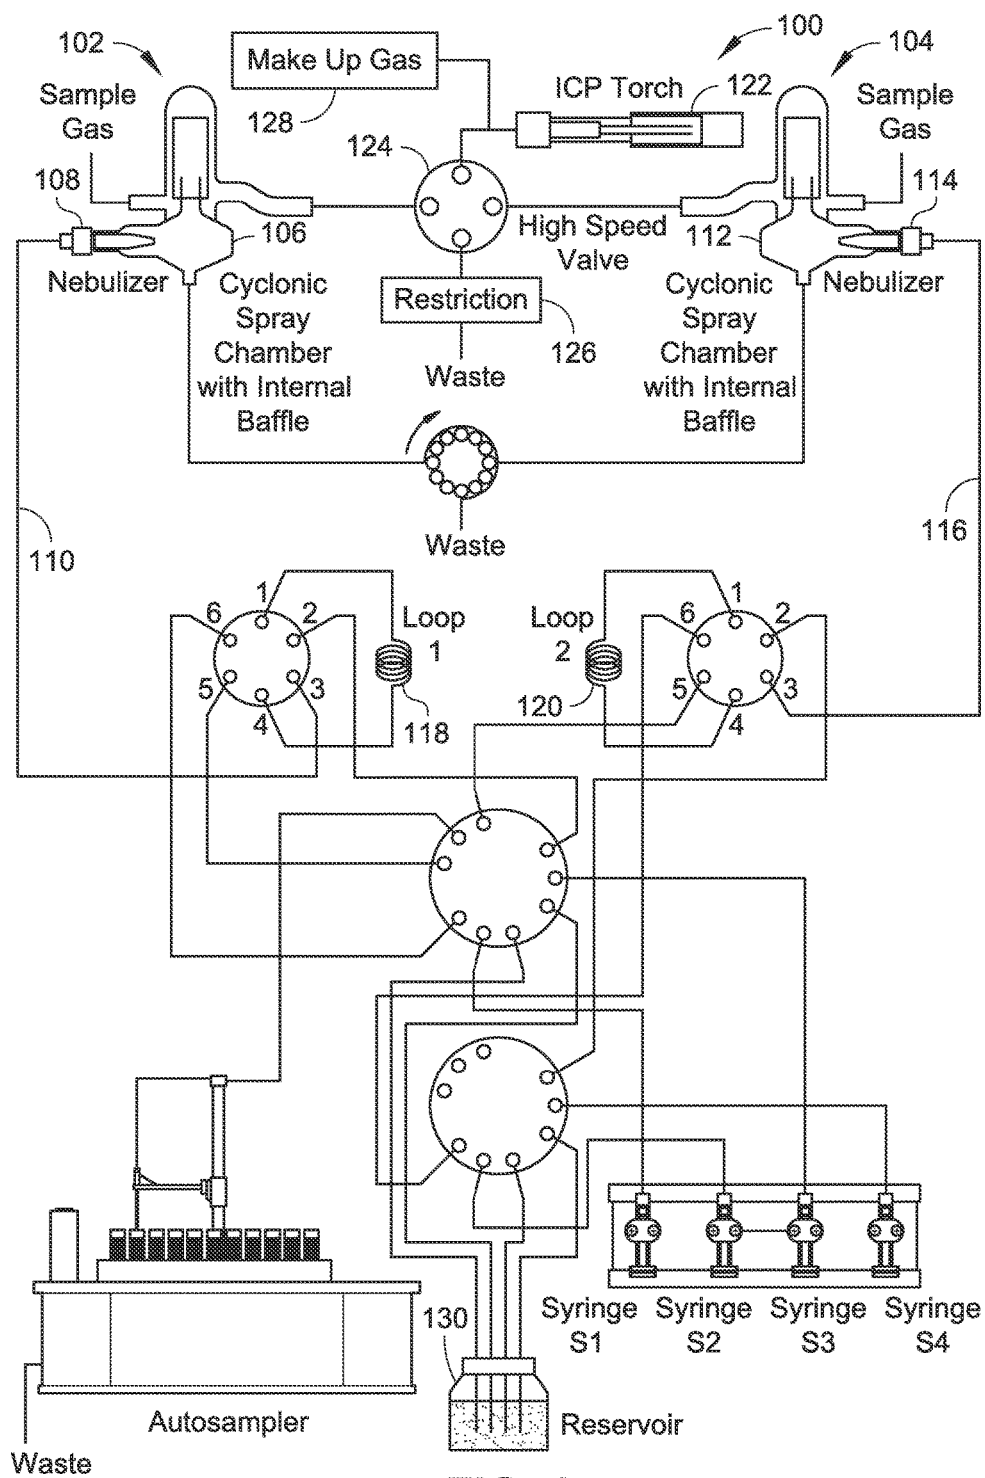 102
Make Up Gas
128
100
104
Sample
Gas
ICP Torch
122
Sample
Gas
124
108
114
106
High Speed
Valve
112
Nebulizer
Cyclonic
Spray
Chamber
with Internal
Baffle
Restriction
126
Waste
Cyclonic
Spray
Chamber
with Internal
Baffle
Nebulizer
Waste
110
116
1
2
3
4
5
6
Loop
1
118
Loop
2
120
1
2
3
4
5
6
Syringe
S1
Syringe
S2
Syringe
S3
Syringe
S4
130
Reservoir
Autosampler
Waste